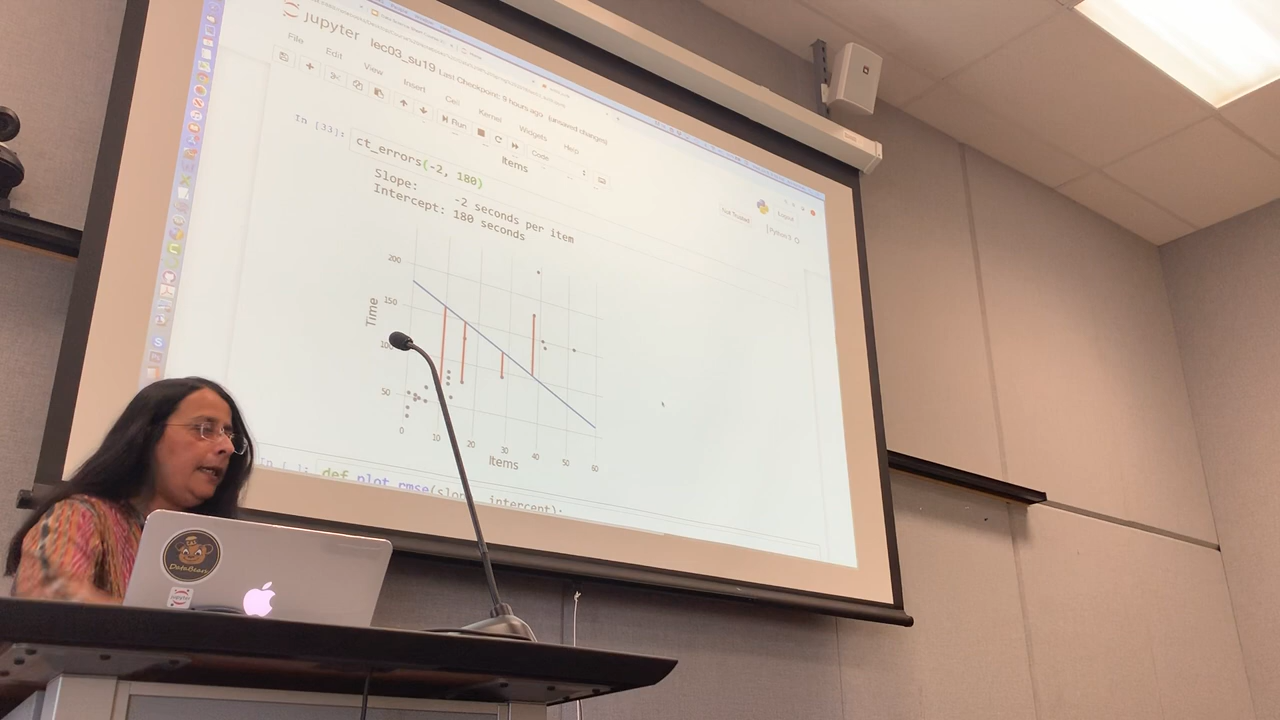 jupyter lec03_su19 Last Checkpoint: 9 hours ago (unsaved changes)
File Edit View Insert Cell Kernel Widgets Help
Not Trusted
Python 3
Logout
Run
Code
Items
In [33]: ct_errors(-2, 180)
Slope: -2 seconds per item
Intercept: 180 seconds
200
150
50
Time
0 10 20 30 40 50 60
Items
def plot_rmse(slope, intercept):
DataBears
jupyter